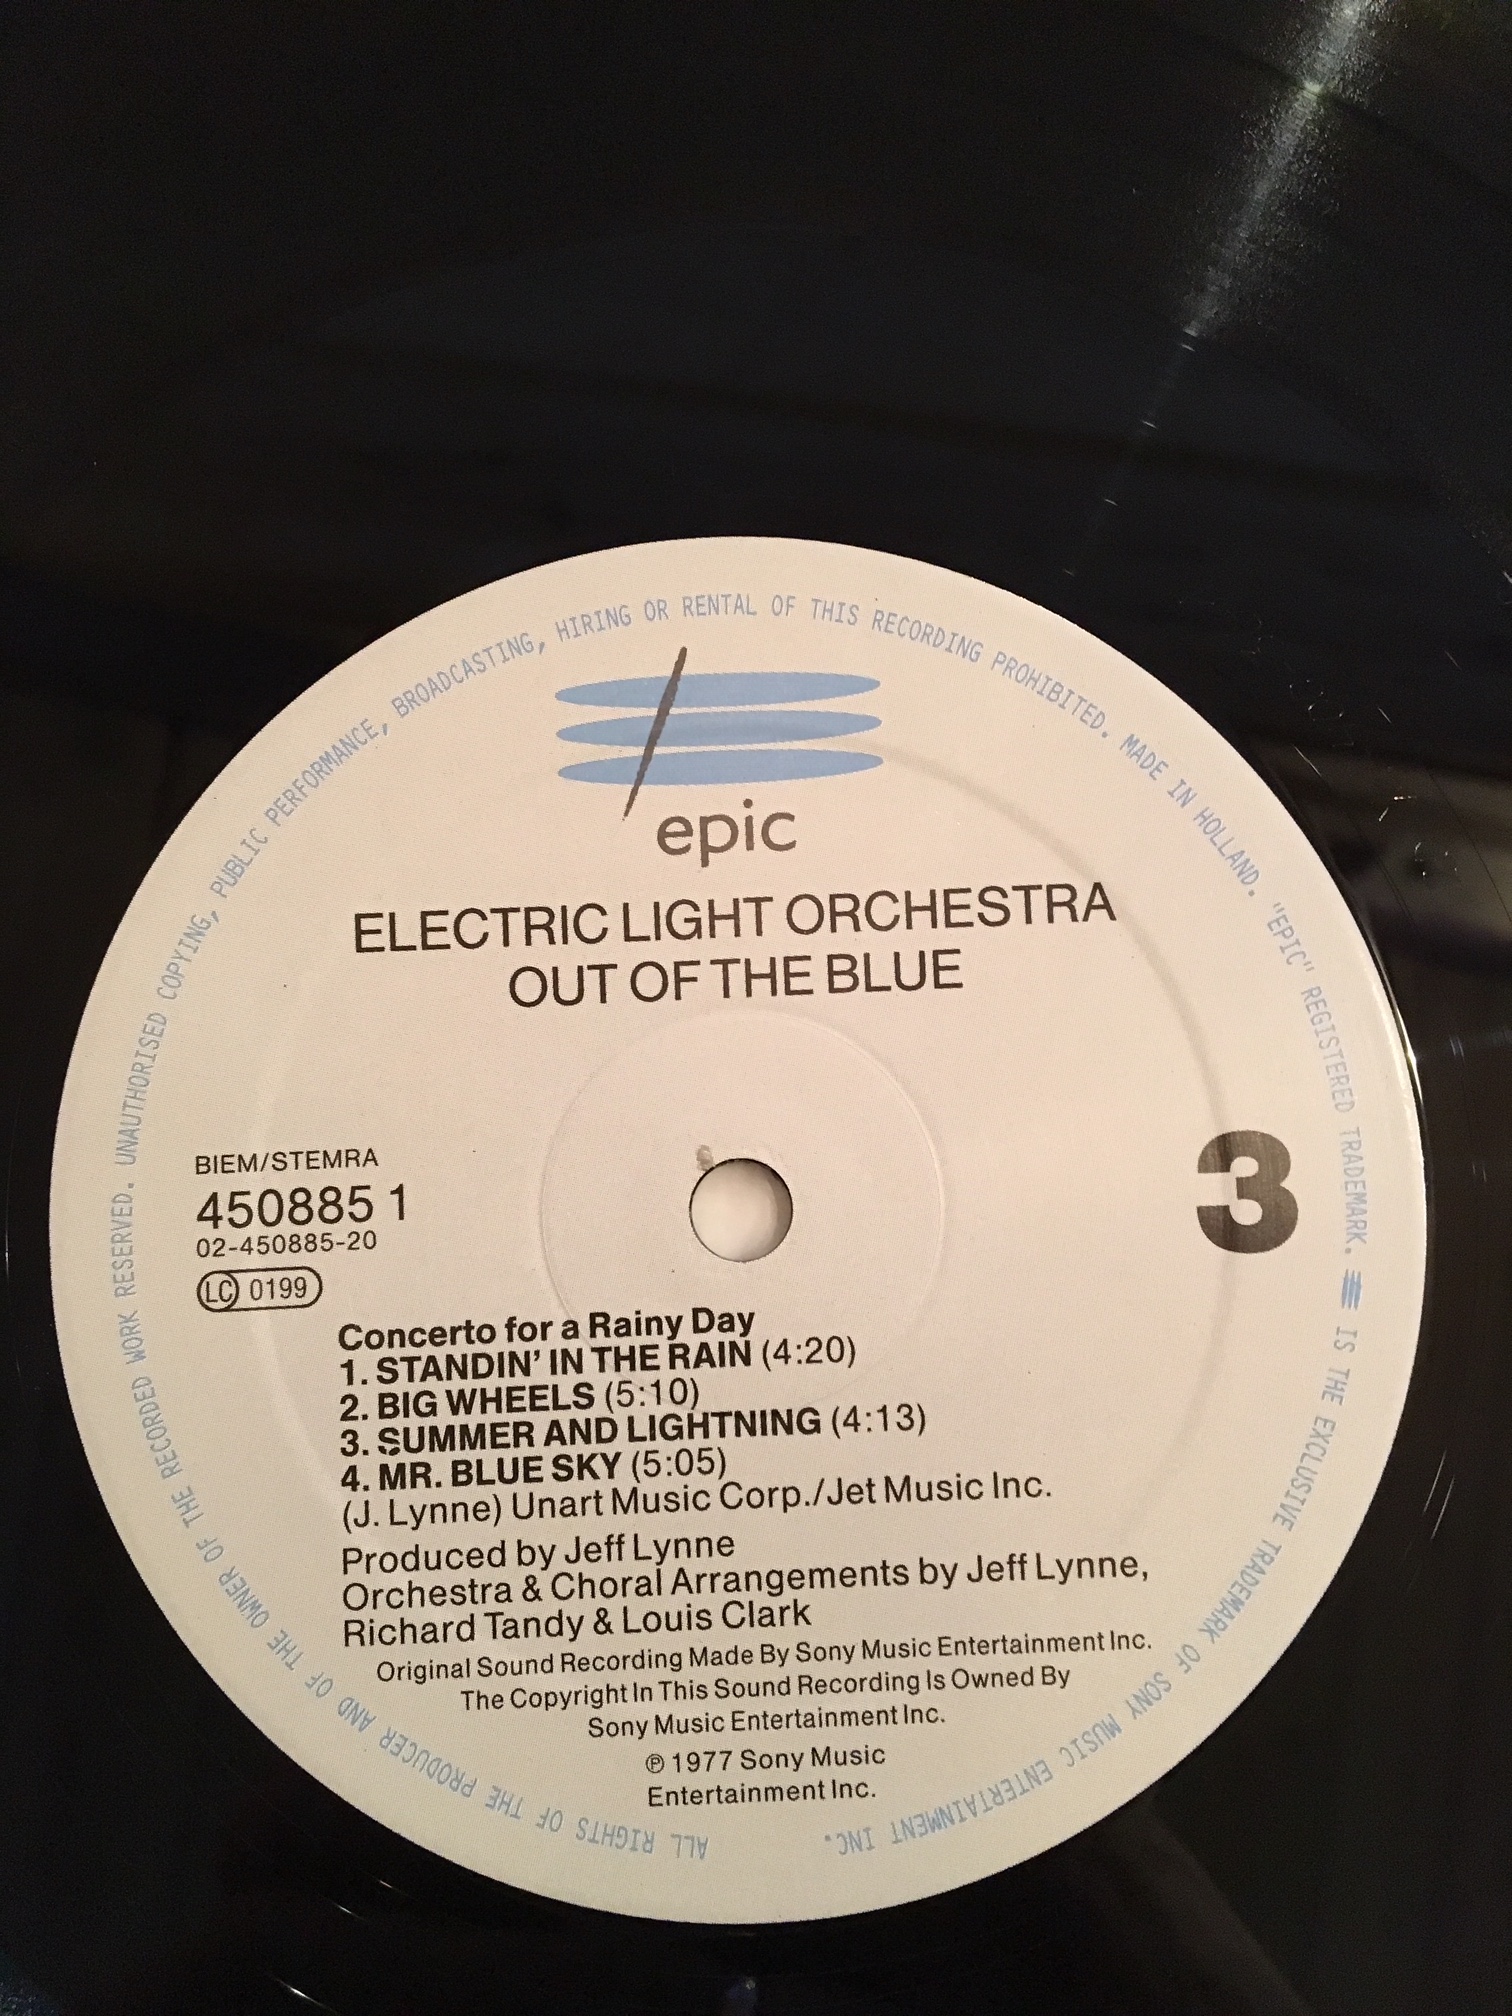 ALL RIGHTS OF THE PRODUCER AND OF THE OWNER OF THE RECORDED WORK RESERVED. UNAUTHORISED COPYING, PUBLIC PERFORMANCE, BROADCASTING, HIRING OR RENTAL OF THIS RECORDING PROHIBITED. MADE IN HOLLAND. "EPIC" REGISTERED TRADEMARK. IS THE EXCLUSIVE TRADEMARK OF SONY MUSIC ENTERTAINMENT INC.
epic
ELECTRIC LIGHT ORCHESTRA
OUT OF THE BLUE
BIEM/STEMRA
450885 1
02-450885-20
LC 0199
3
Concerto for a Rainy Day
1. STANDIN' IN THE RAIN (4:20)
2. BIG WHEELS (5:10)
3. SUMMER AND LIGHTNING (4:13)
4. MR. BLUE SKY (5:05)
(J. Lynne) Unart Music Corp./Jet Music Inc.
Produced by Jeff Lynne
Orchestra & Choral Arrangements by Jeff Lynne,
Richard Tandy & Louis Clark
Original Sound Recording Made By Sony Music Entertainment Inc.
The Copyright In This Sound Recording Is Owned By
Sony Music Entertainment Inc.
℗ 1977 Sony Music
Entertainment Inc.